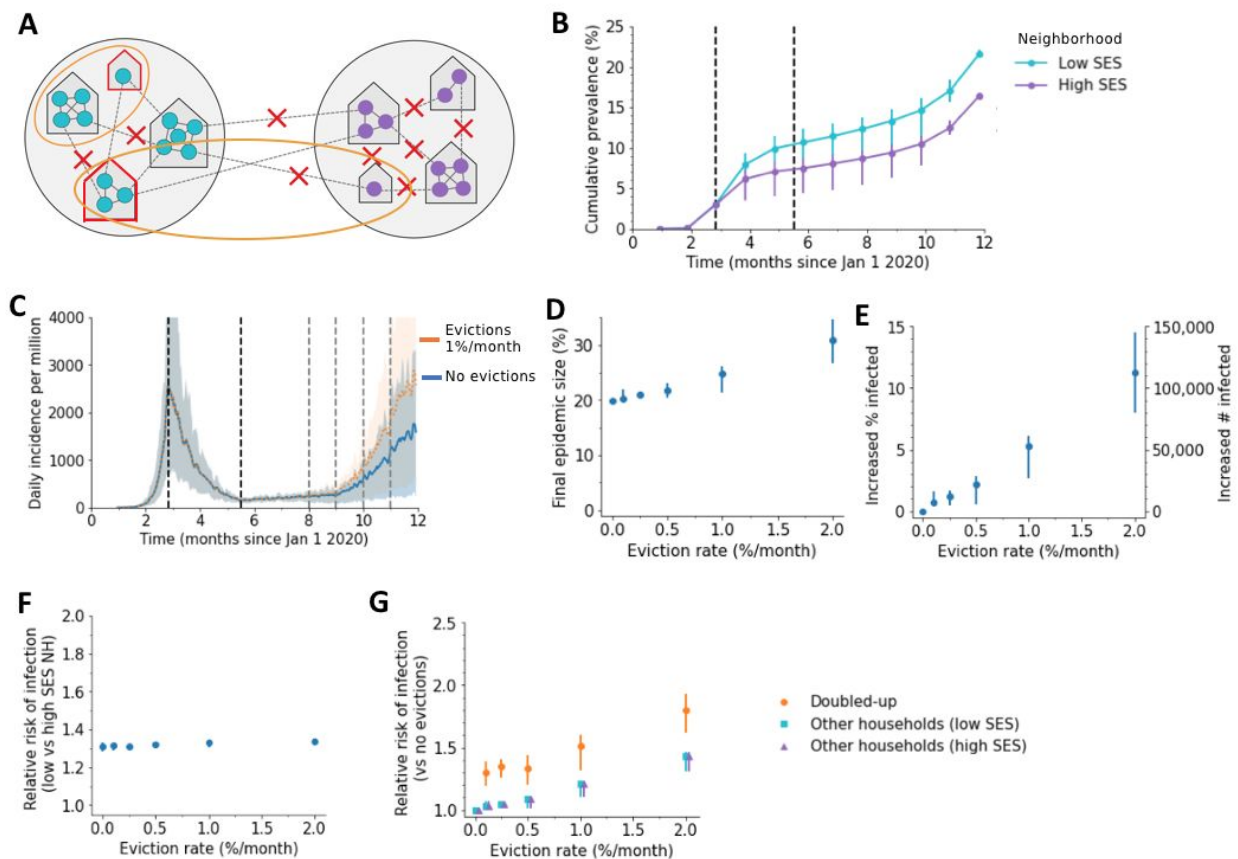 A
B
Cumulative prevalence (%)
25
20
15
10
5
0
0 2 4 6 8 10 12
Time (months since Jan 1 2020)
Neighborhood
Low SES
High SES
C
Daily incidence per million
4000
3000
2000
1000
0
0 2 4 6 8 10 12
Time (months since Jan 1 2020)
Evictions
1%/month
No evictions
D
Final epidemic size (%)
30
20
10
0
0.0 0.5 1.0 1.5 2.0
Eviction rate (%/month)
E
Increased % infected
15
10
5
0
150,000
100,000
50,000
0
Increased # infected
0.0 0.5 1.0 1.5 2.0
Eviction rate (%/month)
F
Relative risk of infection
(low vs high SES NH)
2.0
1.8
1.6
1.4
1.2
1.0
0.0 0.5 1.0 1.5 2.0
Eviction rate (%/month)
G
Relative risk of infection
(vs no evictions)
2.5
2.0
1.5
1.0
0.0 0.5 1.0 1.5 2.0
Eviction rate (%/month)
Doubled-up
Other households (low SES)
Other households (high SES)